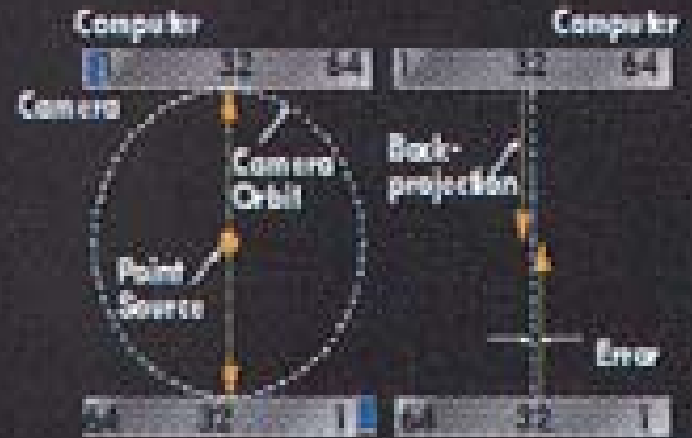 Computer
Computer
1 32 64
1 32 64
Camera
Camera
Orbit
Back-
projection
Point
Source
Error
64 32 1
64 32 1